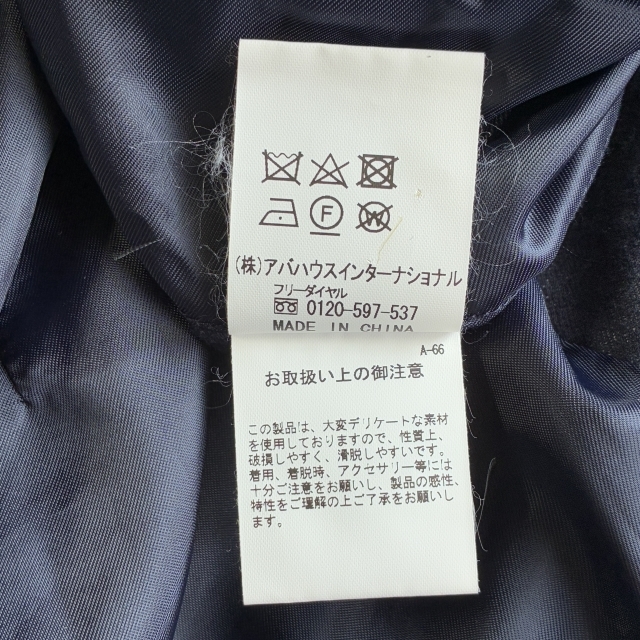 F W
(株)アバハウスインターナショナル
フリーダイヤル
0120-597-537
MADE IN CHINA
A-66
お取扱い上の御注意
この製品は、大変デリケートな素材
を使用しておりますので、性質上、
破損しやすく、滑脱しやすいです。
着用、着脱時、アクセサリー等には
十分ご注意をお願いし、製品の感性、
特性をご理解の上ご了承をお願いし
ます。